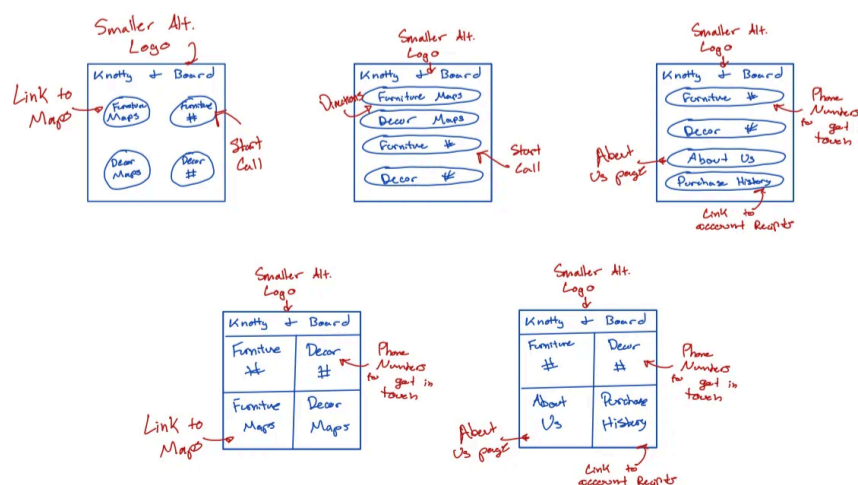 Smaller Alt.
Logo
Knotty & Board
Link to
Maps
Furniture
Maps
Furniture
#
Start
Call
Decor
Maps
Decor
#
Smaller Alt.
Logo
Knotty & Board
Directions
Furniture Maps
Decor Maps
Furniture #
Start
Call
Decor #
Smaller Alt.
Logo
Knotty & Board
Furniture #
Phone
Numbers
to get
touch
Decor #
About
Us page
About Us
Purchase History
Link to
account Recipts
Smaller Alt.
Logo
Knotty & Board
Furniture
#
Decor
#
Phone
Numbers
to get in
touch
Link to
Maps
Furniture
Maps
Decor
Maps
Smaller Alt.
Logo
Knotty & Board
Furniture
#
Decor
#
Phone
Numbers
to get in
touch
About
Us page
About
Us
Purchase
History
Link to
account Recipts